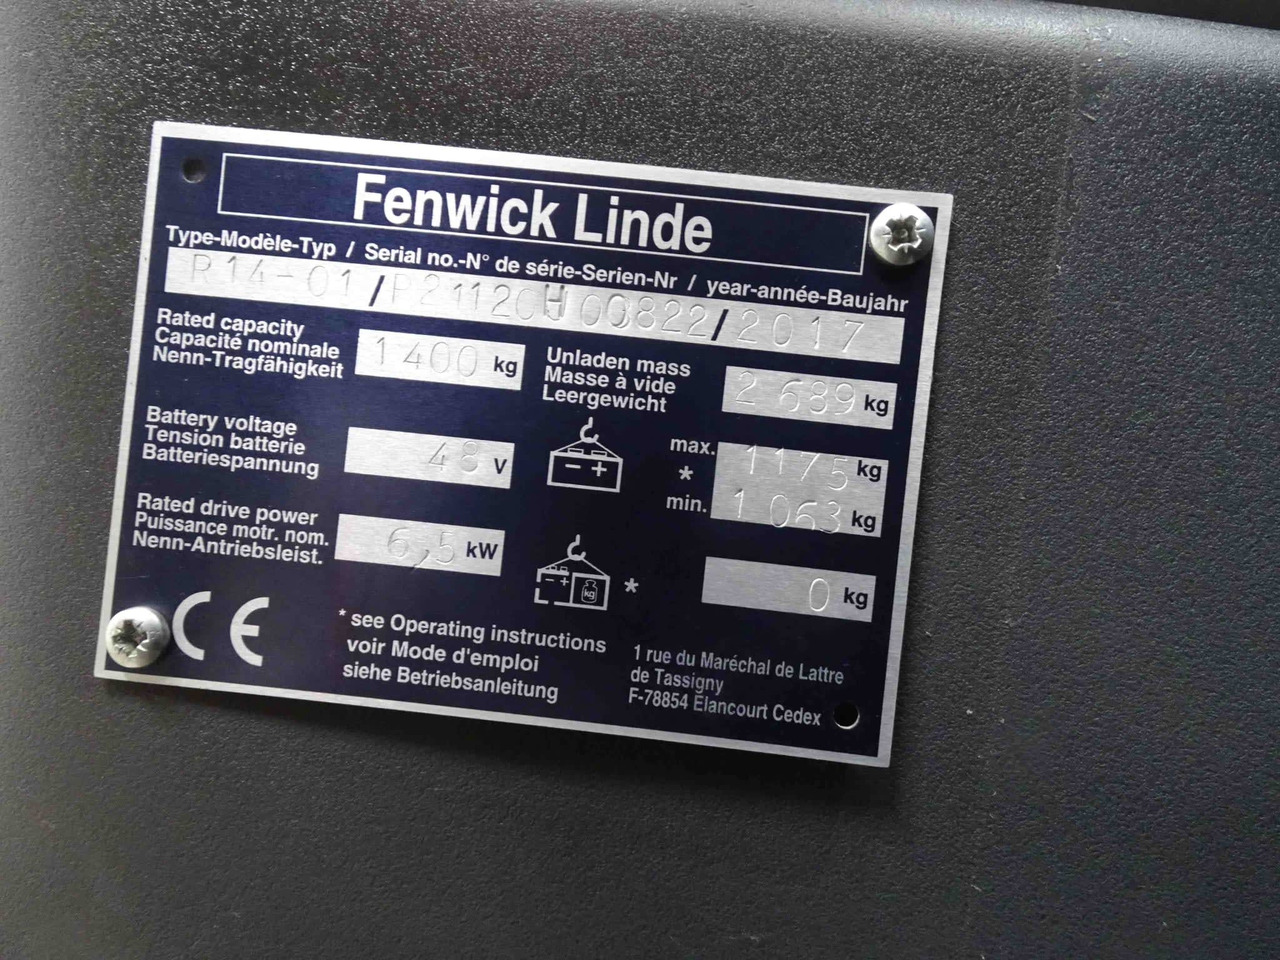 Fenwick Linde
Type-Modèle-Typ / Serial no.-N° de série-Serien-Nr / year-année-Baujahr
R14-01/P21120H00822/2017
Rated capacity
Capacité nominale
Nenn-Tragfähigkeit
1400 kg
Unladen mass
Masse à vide
Leergewicht
2 689 kg
Battery voltage
Tension batterie
Batteriespannung
48 V
max. 1175 kg
*
min. 1 063 kg
Rated drive power
Puissance motr. nom.
Nenn-Antriebsleist.
6,5 kW
kg
*
0 kg
CE
* see Operating instructions
voir Mode d'emploi
siehe Betriebsanleitung
1 rue du Maréchal de Lattre
de Tassigny
F-78854 Elancourt Cedex